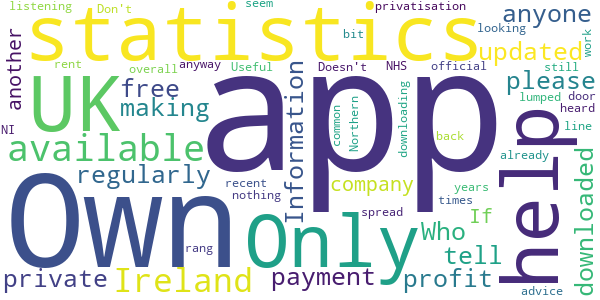 listening Don't seem privatisation
statistics bit looking anyone
another rent overall anyway Doesn't NHS official updated work
UK free Useful app still please
making Information lumped door
NI heard
available common Northern downloading help line
regularly back already
Own recent nothing company years downloaded
Only spread times If
rang Who tell
private Ireland payment profit advice